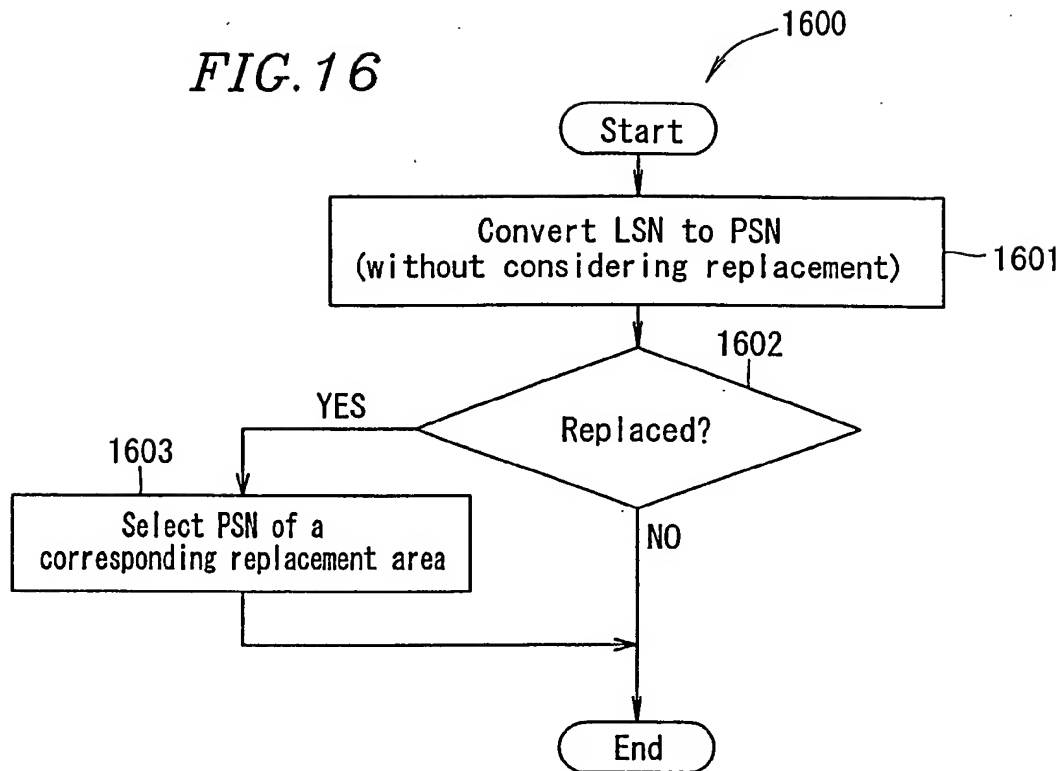 FIG.16
1600
Start
Convert LSN to PSN
(without considering replacement)
1601
1602
YES
Replaced?
1603
Select PSN of a
corresponding replacement area
NO
End